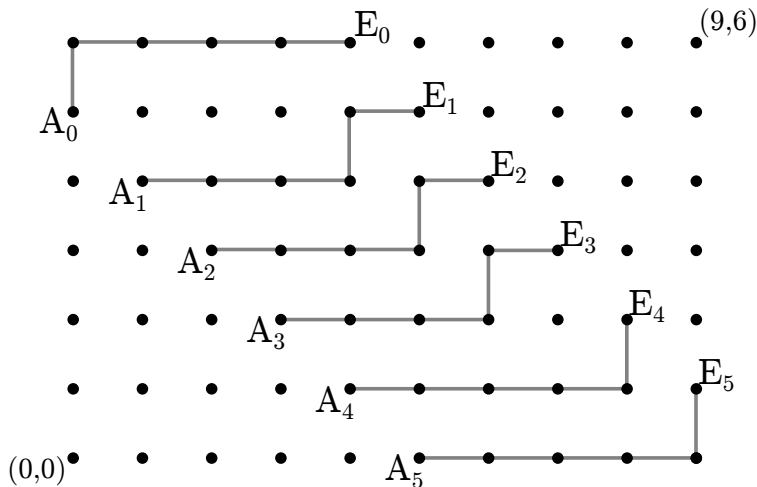 E₀ (9,6)
A₀ E₁
A₁ E₂
A₂ E₃
A₃ E₄
A₄ E₅
(0,0) A₅